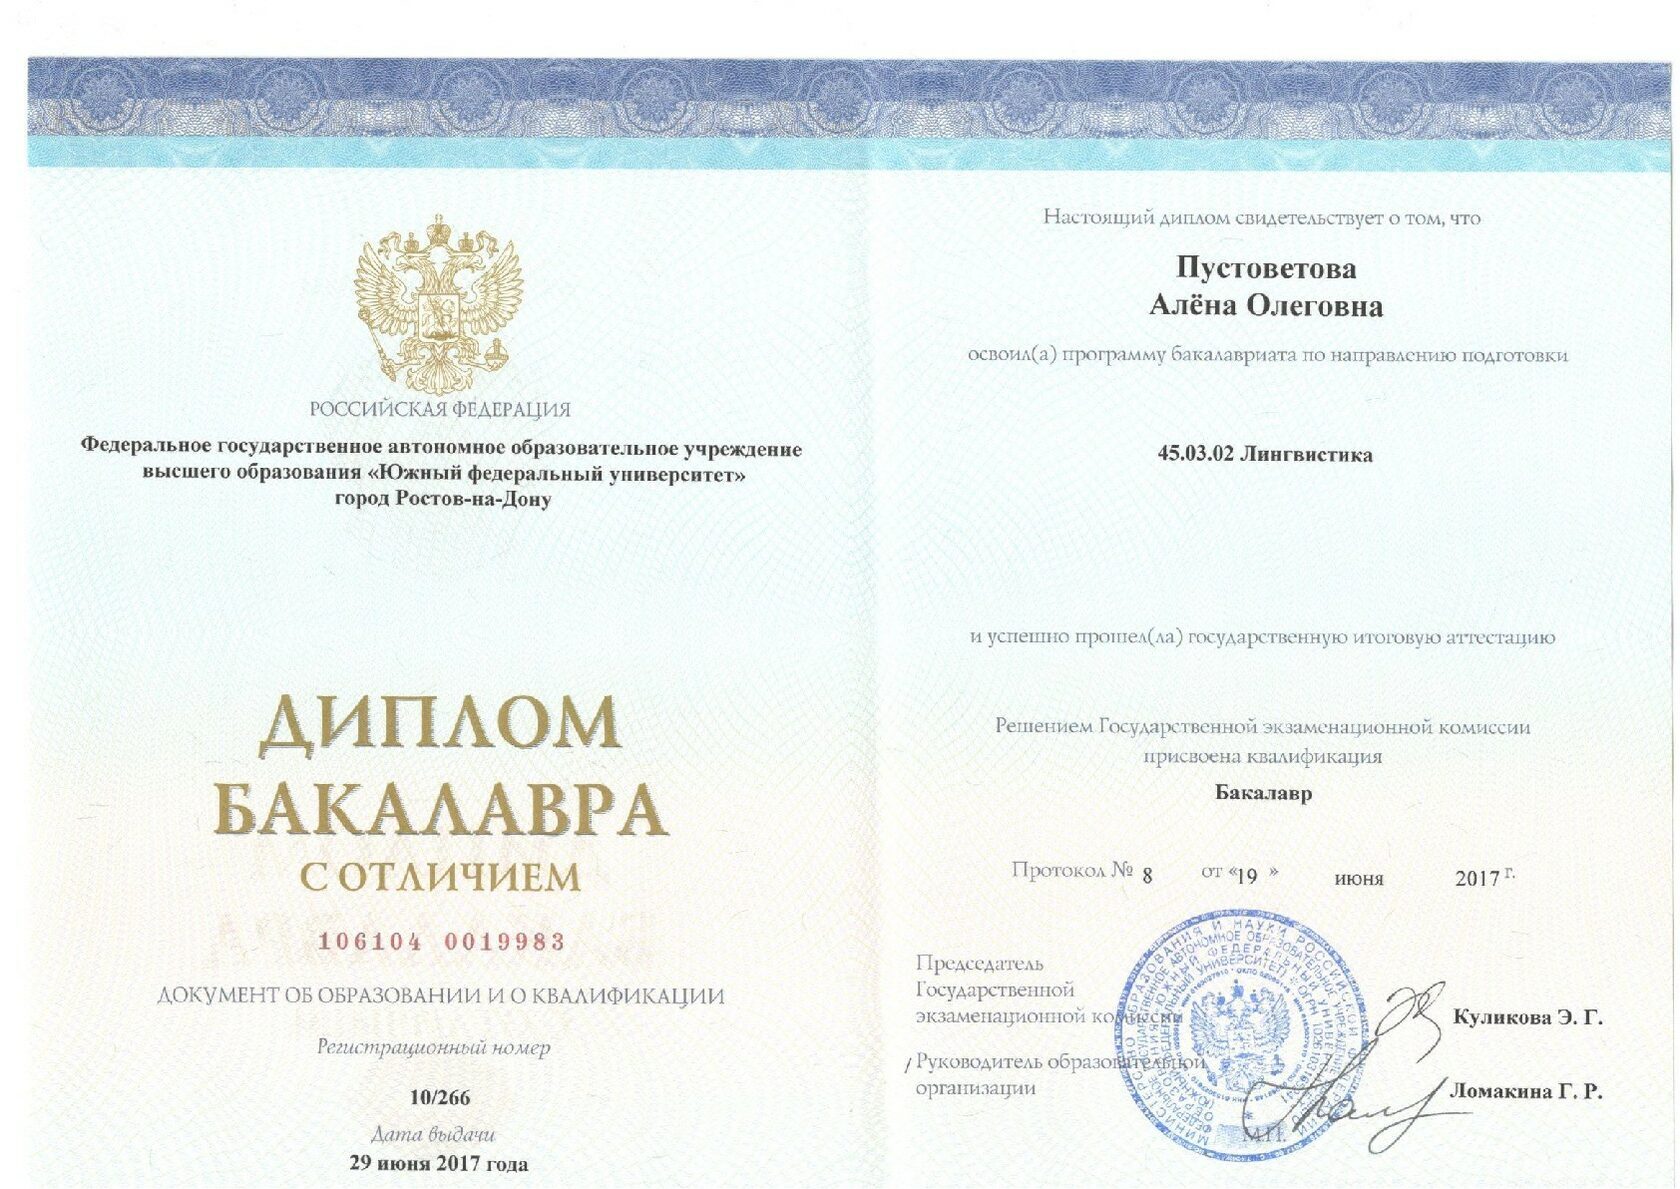 РОССИЙСКАЯ ФЕДЕРАЦИЯ
Федеральное государственное автономное образовательное учреждение
высшего образования «Южный федеральный университет»
город Ростов-на-Дону
ДИПЛОМ
БАКАЛАВРА
С ОТЛИЧИЕМ
106104 0019983
ДОКУМЕНТ ОБ ОБРАЗОВАНИИ И О КВАЛИФИКАЦИИ
Регистрационный номер
10/266
Дата выдачи
29 июня 2017 года
Настоящий диплом свидетельствует о том, что
Пустоветова
Алёна Олеговна
освоил(а) программу бакалавриата по направлению подготовки
45.03.02 Лингвистика
и успешно прошел(ла) государственную итоговую аттестацию
Решением Государственной экзаменационной комиссии
присвоена квалификация
Бакалавр
Протокол № 8 от «19 » июня 2017 г.
Председатель
Государственной
экзаменационной комиссии
Куликова Э. Г.
/ Руководитель образовательной
организации
Ломакина Г. Р.
М.П.